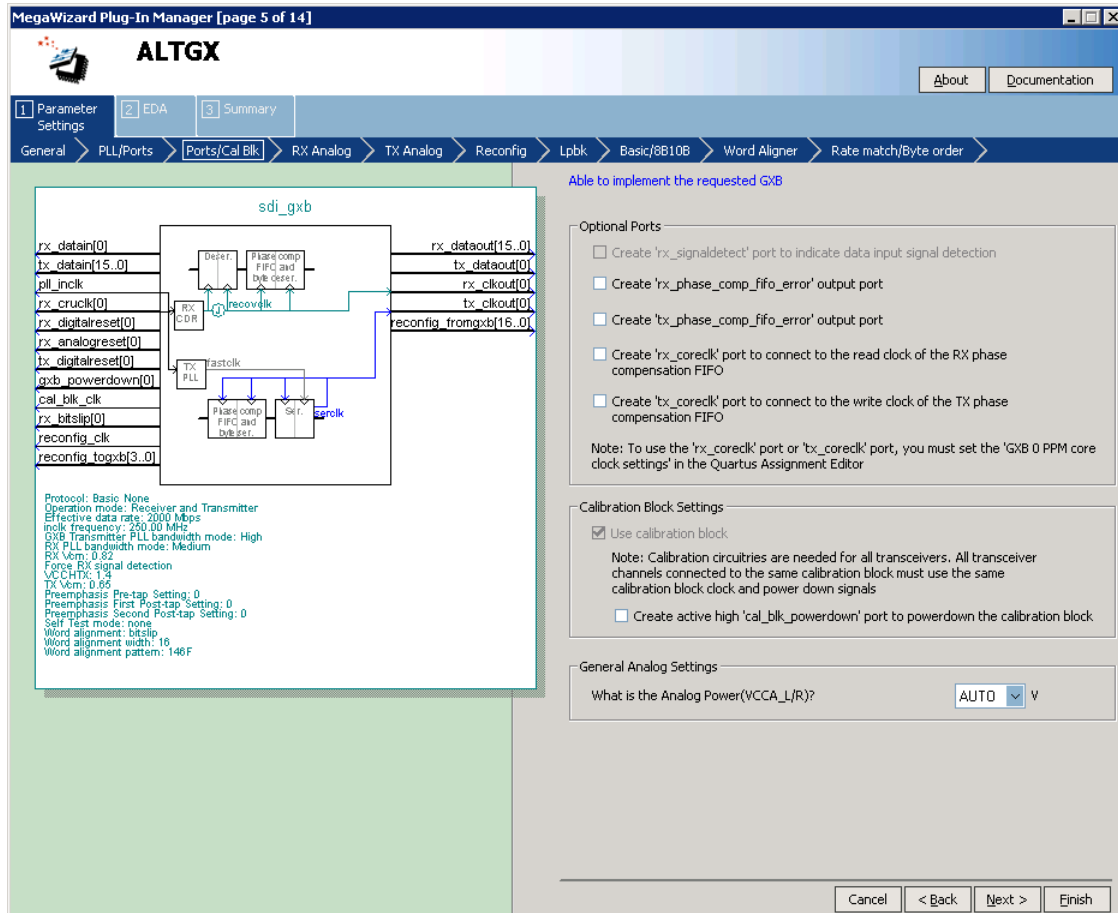 MegaWizard Plug-In Manager [page 5 of 14]
ALTGX
About
Documentation
1 Parameter Settings
2 EDA
3 Summary
General
PLL/Ports
Ports/Cal Blk
RX Analog
TX Analog
Reconfig
Lpbk
Basic/8B10B
Word Aligner
Rate match/Byte order
sdi_gxb
rx_datain[0]
tx_datain[15..0]
pll_inclk
rx_cruclk[0]
rx_digitalreset[0]
rx_analogreset[0]
tx_digitalreset[0]
gxb_powerdown[0]
cal_blk_clk
rx_bitslip[0]
reconfig_clk
reconfig_togxb[3..0]
Deser.
Phase comp
FIFC and
byte deser.
RX
CDR
recovclk
TX
PLL
fastclk
Phase comp
FIFC and
byte ser.
Ser.
serclk
rx_dataout[15..0]
tx_dataout[0]
rx_clkout[0]
tx_clkout[0]
reconfig_fromgxb[16..0]
Protocol: Basic None
Operation mode: Receiver and Transmitter
Effective data rate: 2000 Mbps
inclk frequency: 250.00 MHz
GXB Transmitter PLL bandwidth mode: High
RX PLL bandwidth mode: Medium
RX Vcm: 0.82
Force RX signal detection
VCCHTX: 1.4
TX Vcm: 0.65
Preemphasis Pre-tap Setting: 0
Preemphasis First Post-tap Setting: 0
Preemphasis Second Post-tap Setting: 0
Self Test mode: none
Word alignment: bitslip
Word alignment width: 16
Word alignment pattern: 146F
Able to implement the requested GXB
Optional Ports
Create 'rx_signaldetect' port to indicate data input signal detection
Create 'rx_phase_comp_fifo_error' output port
Create 'tx_phase_comp_fifo_error' output port
Create 'rx_coreclk' port to connect to the read clock of the RX phase
compensation FIFO
Create 'tx_coreclk' port to connect to the write clock of the TX phase
compensation FIFO
Note: To use the 'rx_coreclk' port or 'tx_coreclk' port, you must set the 'GXB 0 PPM core
clock settings' in the Quartus Assignment Editor
Calibration Block Settings
Use calibration block
Note: Calibration circuitries are needed for all transceivers. All transceiver
channels connected to the same calibration block must use the same
calibration block clock and power down signals
Create active high 'cal_blk_powerdown' port to powerdown the calibration block
General Analog Settings
What is the Analog Power(VCCA_L/R)?
AUTO
V
Cancel
< Back
Next >
Finish